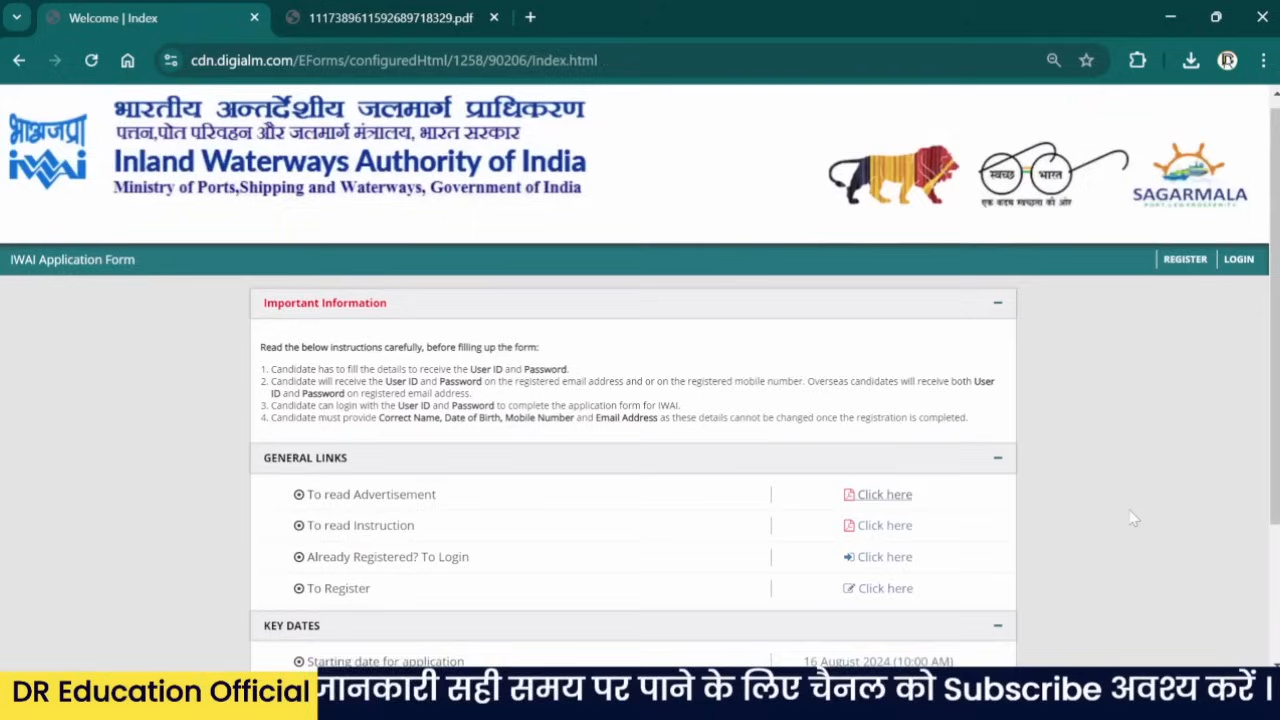 Welcome | Index
1117389611592689718329.pdf
cdn.digialm.com/EForms/configuredHtml/1258/90206/Index.html
भाअजप्रा
IWAI
भारतीय अन्तर्देशीय जलमार्ग प्राधिकरण
पत्तन,पोत परिवहन और जलमार्ग मंत्रालय, भारत सरकार
Inland Waterways Authority of India
Ministry of Ports,Shipping and Waterways, Government of India
स्वच्छ भारत
एक कदम स्वच्छता की ओर
SAGARMALA
PORT-LED PROSPERITY
IWAI Application Form
REGISTER
LOGIN
Important Information
Read the below instructions carefully, before filling up the form:
1. Candidate has to fill the details to receive the User ID and Password.
2. Candidate will receive the User ID and Password on the registered email address and or on the registered mobile number. Overseas candidates will receive both User
ID and Password on registered email address.
3. Candidate can login with the User ID and Password to complete the application form for IWAI.
4. Candidate must provide Correct Name, Date of Birth, Mobile Number and Email Address as these details cannot be changed once the registration is completed.
GENERAL LINKS
To read Advertisement Click here
To read Instruction Click here
Already Registered? To Login Click here
To Register Click here
KEY DATES
Starting date for application 16 August 2024 (10:00 AM)
DR Education Official जानकारी सही समय पर पाने के लिए चैनल को Subscribe अवश्य करें ।